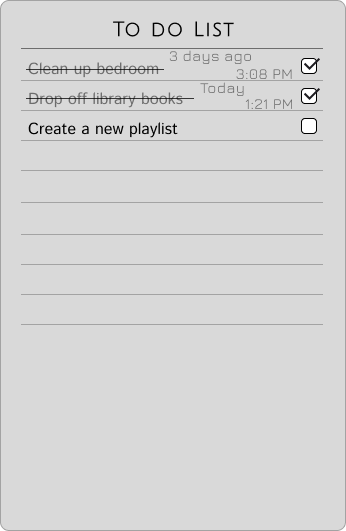 To do List
Clean up bedroom 3 days ago
3:08 PM
Drop off library books Today
1:21 PM
Create a new playlist